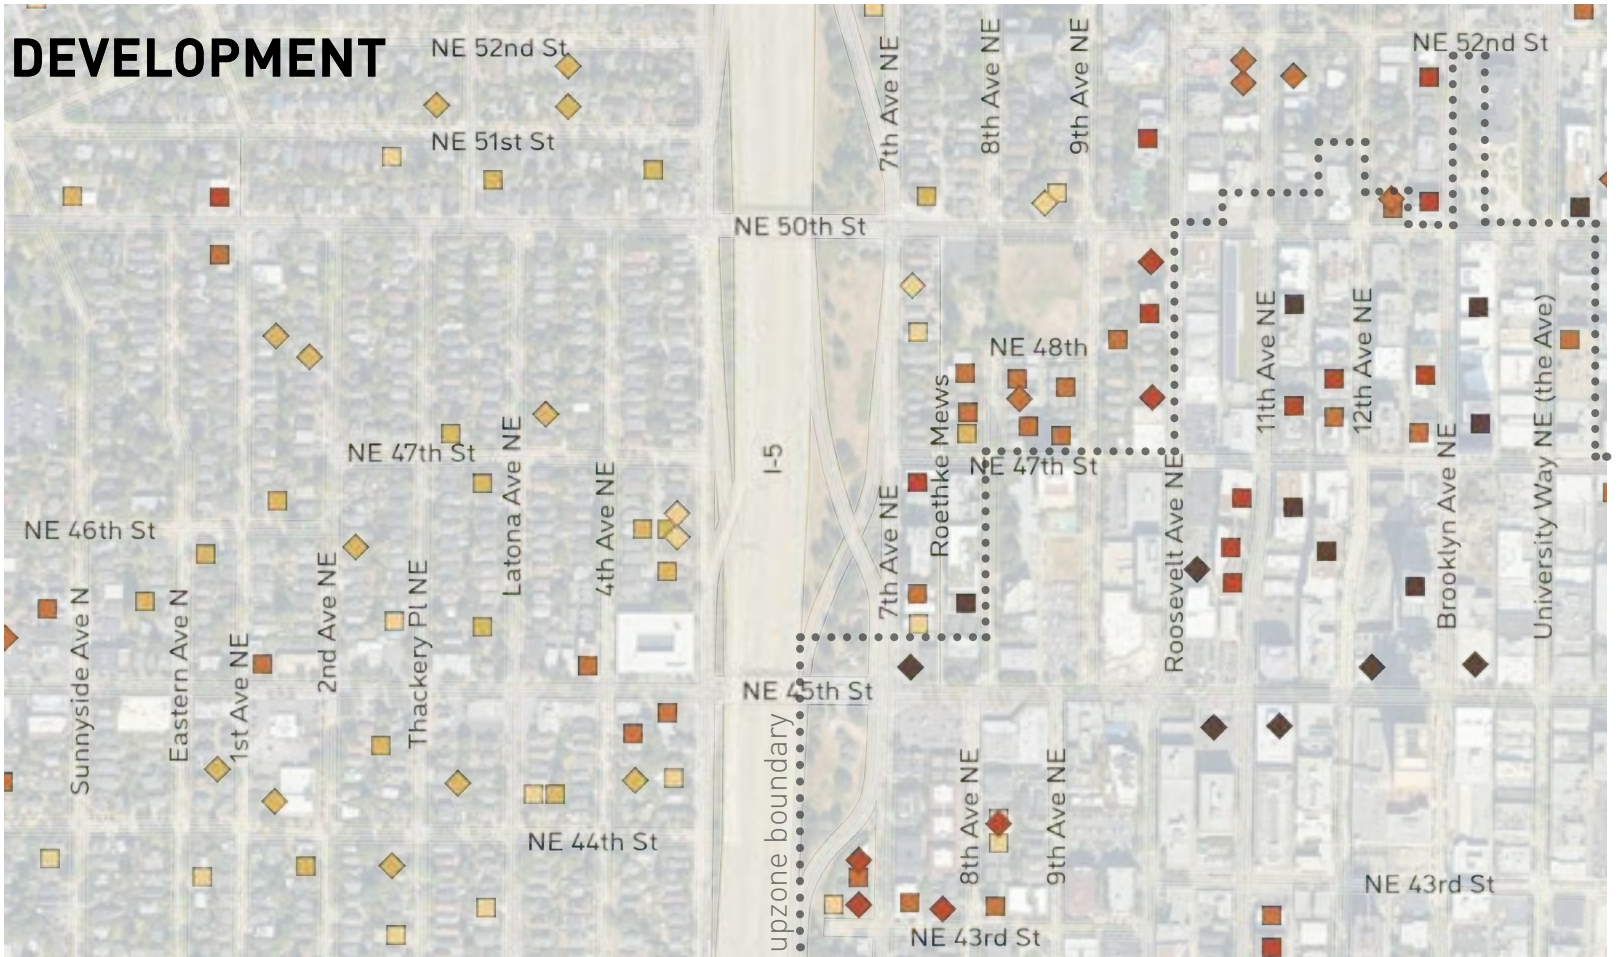 DEVELOPMENT
NE 52nd St
NE 52nd St
7th Ave NE
8th Ave NE
9th Ave NE
NE 51st St
NE 50th St
11th Ave NE
12th Ave NE
University Way NE (the Ave)
NE 48th
Roethke Mews
NE 47th St
Latona Ave NE
I-5
NE 47th St
4th Ave NE
7th Ave NE
Roosevelt Ave NE
Brooklyn Ave NE
NE 46th St
Sunnyside Ave N
Eastern Ave N
1st Ave NE
2nd Ave NE
Thackery Pl NE
NE 45th St
upzone boundary
8th Ave NE
9th Ave NE
NE 44th St
NE 43rd St
NE 43rd St